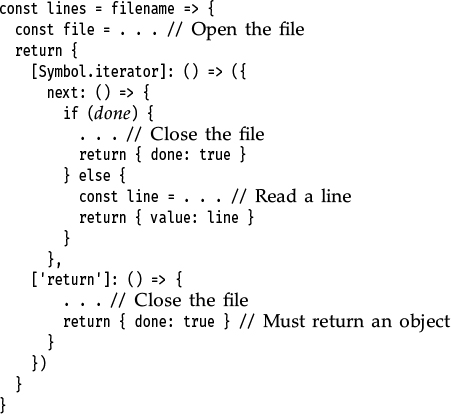 const lines = filename => {
  const file = . . . // Open the file
  return {
    [Symbol.iterator]: () => ({
      next: () => {
        if (done) {
          . . . // Close the file
          return { done: true }
        } else {
          const line = . . . // Read a line
          return { value: line }
        }
      },
    ['return']: () => {
        . . . // Close the file
        return { done: true } // Must return an object
      }
    })
  }
}